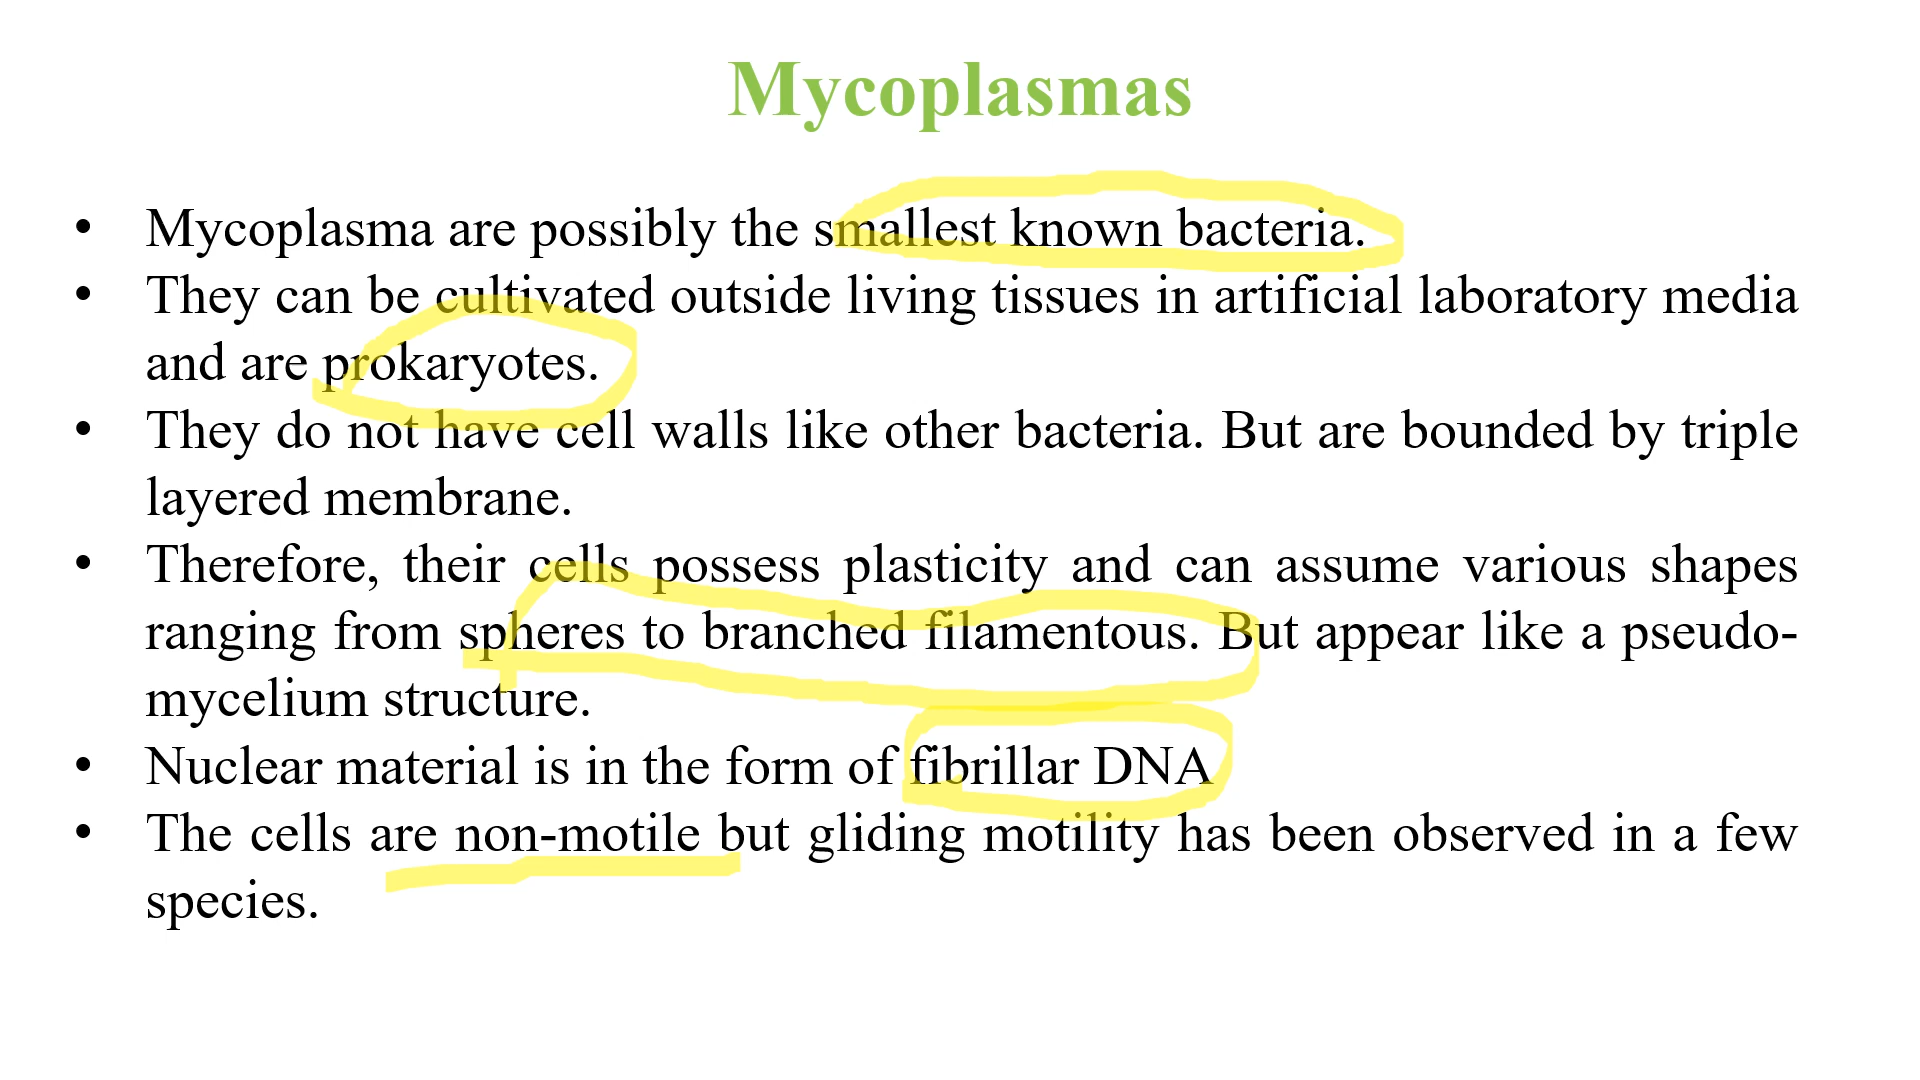 Mycoplasmas
• Mycoplasma are possibly the smallest known bacteria.
• They can be cultivated outside living tissues in artificial laboratory media
and are prokaryotes.
• They do not have cell walls like other bacteria. But are bounded by triple
layered membrane.
• Therefore, their cells possess plasticity and can assume various shapes
ranging from spheres to branched filamentous. But appear like a pseudo-
mycelium structure.
• Nuclear material is in the form of fibrillar DNA
• The cells are non-motile but gliding motility has been observed in a few
species.